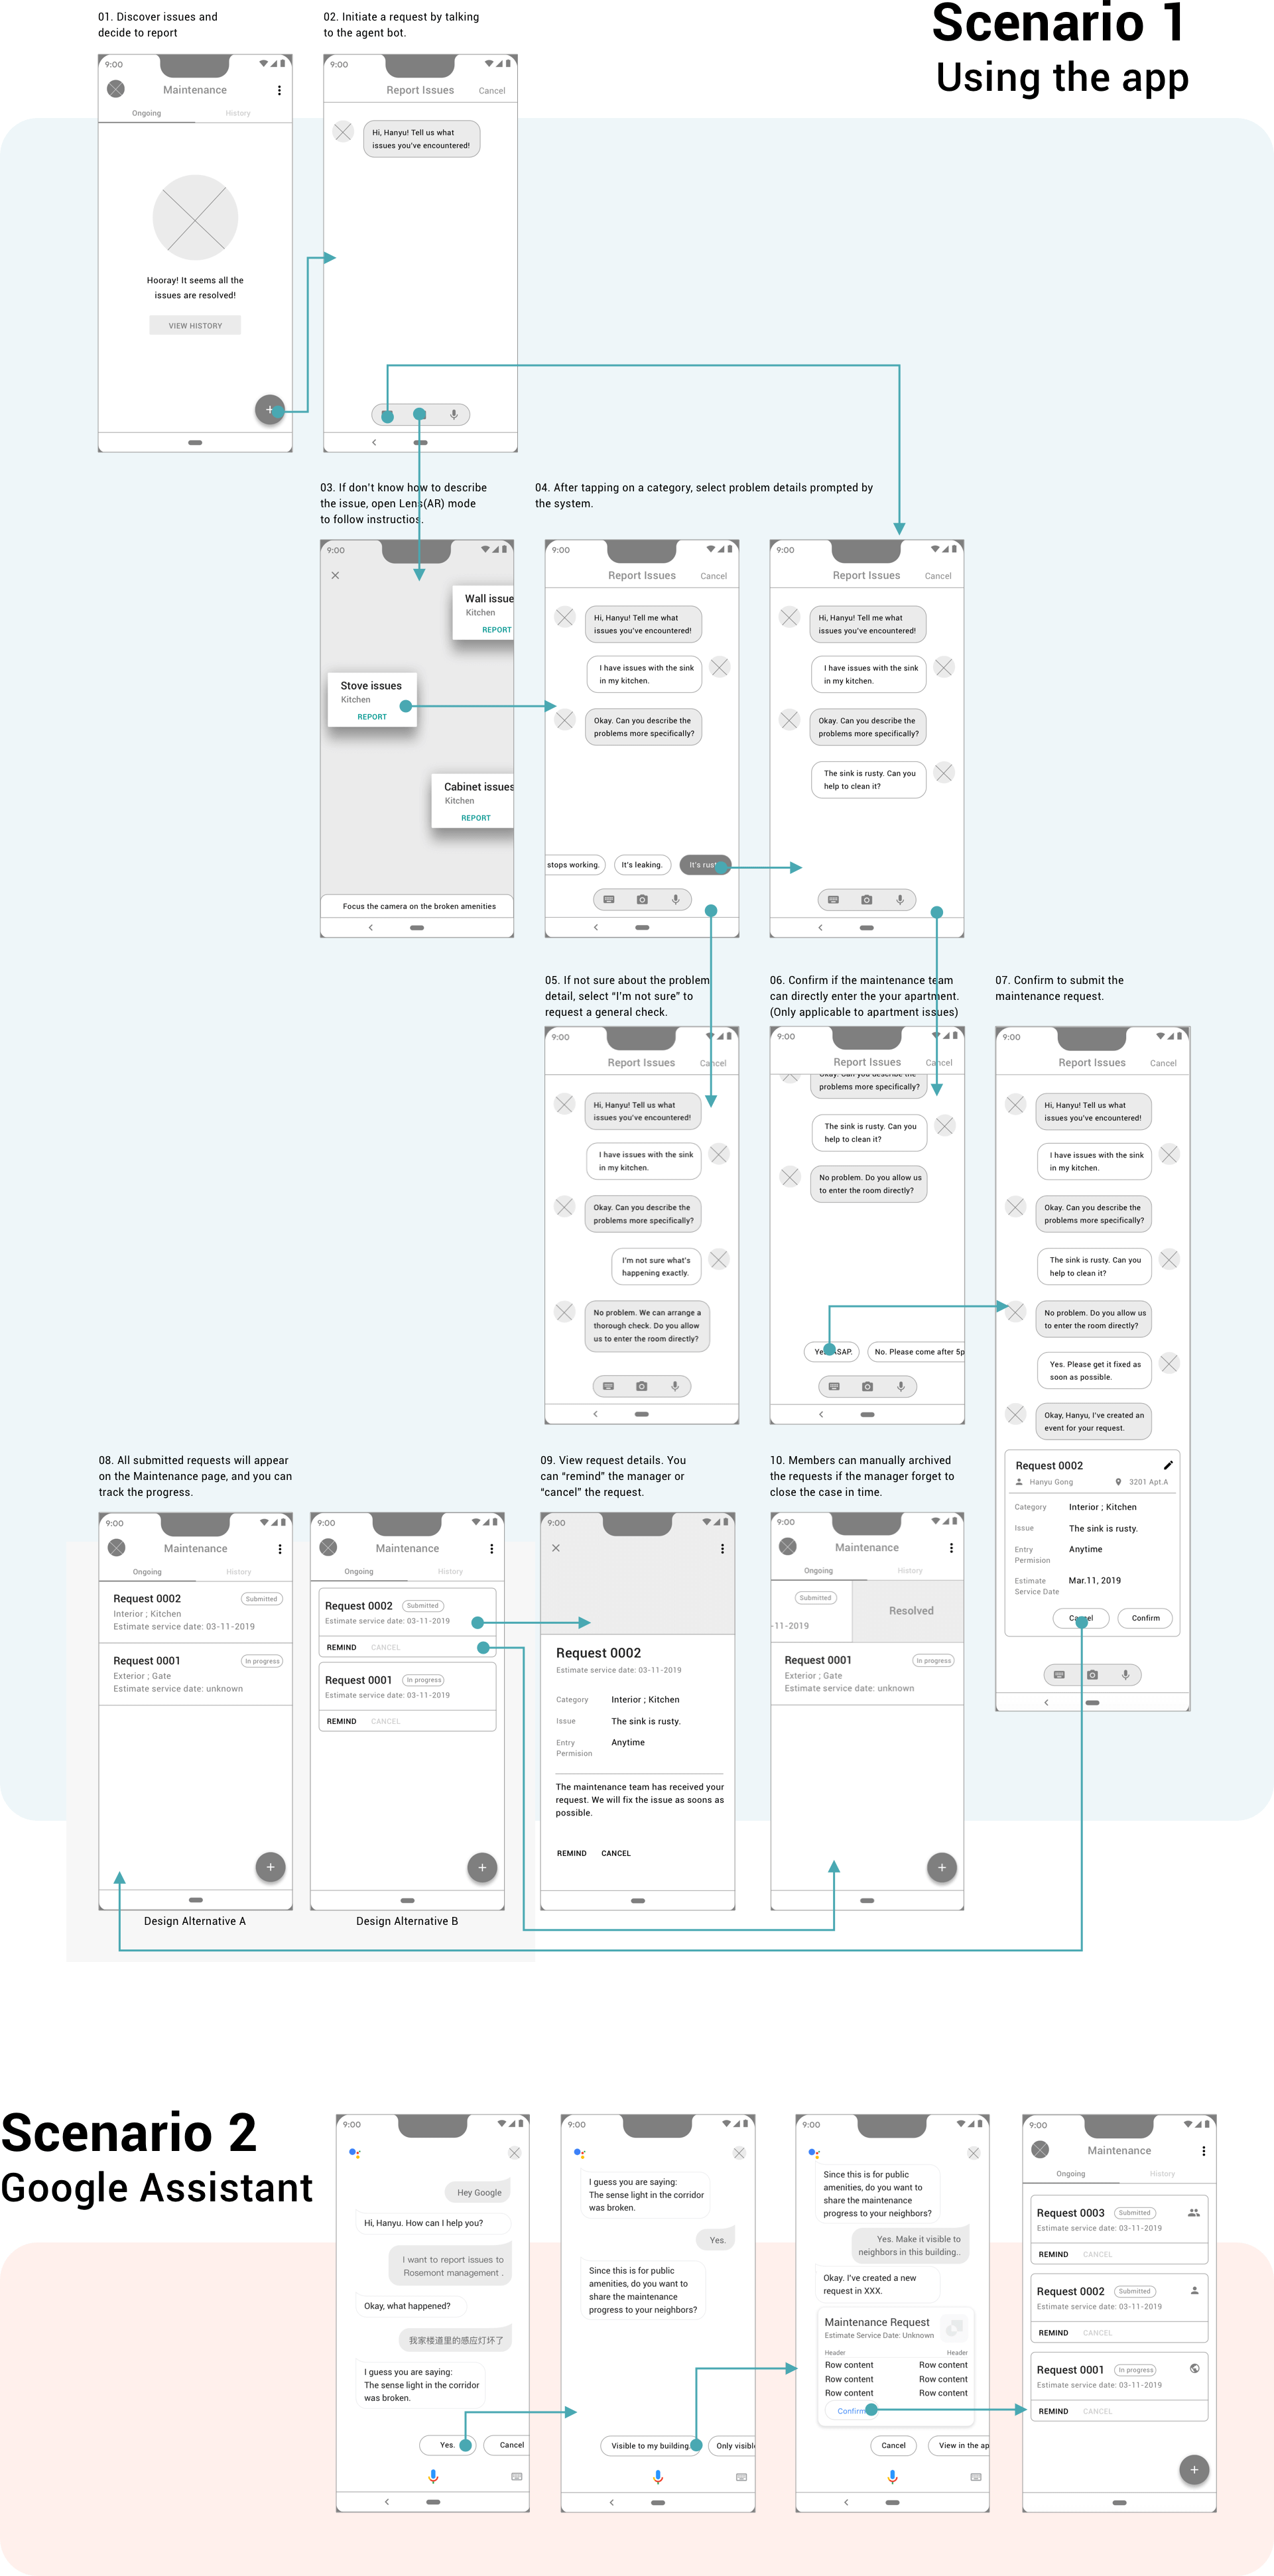 Scenario 1
Using the app
01. Discover issues and
decide to report
9:00
Maintenance
Ongoing
History
Hooray! It seems all the
issues are resolved!
VIEW HISTORY
+
02. Initiate a request by talking
to the agent bot.
9:00
Report Issues
Cancel
Hi, Hanyu! Tell us what
issues you've encountered!
03. If don't know how to describe
the issue, open Lens(AR) mode
to follow instructios.
9:00
Wall issue
Kitchen
REPORT
Stove issues
Kitchen
REPORT
Cabinet issues
Kitchen
REPORT
Focus the camera on the broken amenities
04. After tapping on a category, select problem details prompted by
the system.
9:00
Report Issues
Cancel
Hi, Hanyu! Tell me what
issues you've encountered!
I have issues with the sink
in my kitchen.
Okay. Can you describe the
problems more specifically?
stops working.
It's leaking.
It's
9:00
Report Issues
Cancel
Hi, Hanyu! Tell me what
issues you've encountered!
I have issues with the sink
in my kitchen.
Okay. Can you describe the
problems more specifically?
The sink is rusty. Can you
help to clean it?
05. If not sure about the problem
detail, select “I'm not sure” to
request a general check.
9:00
Report Issues
Cancel
Hi, Hanyu! Tell us what
issues you've encountered!
I have issues with the sink
in my kitchen.
Okay. Can you describe the
problems more specifically?
I'm not sure what's
happening exactly.
No problem. We can arrange a
thorough check. Do you allow
us to enter the room directly?
06. Confirm if the maintenance team
can directly enter the your apartment.
(Only applicable to apartment issues)
9:00
Report Issues
Cancel
Okay. Can you describe the
problems more specifically?
The sink is rusty. Can you
help to clean it?
No problem. Do you allow us
to enter the room directly?
ASAP.
No. Please come after 5p
07. Confirm to submit the
maintenance request.
9:00
Report Issues
Cancel
Hi, Hanyu! Tell us what
issues you've encountered!
I have issues with the sink
in my kitchen.
Okay. Can you describe the
problems more specifically?
The sink is rusty. Can you
help to clean it?
No problem. Do you allow us
to enter the room directly?
Yes. Please get it fixed as
soon as possible.
Okay, Hanyu, I've created an
event for your request.
Request 0002
Hanyu Gong
3201 Apt.A
Category
Interior ; Kitchen
Issue
The sink is rusty.
Entry
Permision
Anytime
Estimate
Service Date
Mar.11, 2019
Cancel
Confirm
08. All submitted requests will appear
on the Maintenance page, and you can
track the progress.
9:00
Maintenance
Ongoing
History
Request 0002
Submitted
Interior ; Kitchen
Estimate service date: 03-11-2019
Request 0001
In progress
Exterior ; Gate
Estimate service date: unknown
+
Design Alternative A
9:00
Maintenance
Ongoing
History
Request 0002
Submitted
Estimate service date: 03-11-2019
REMIND
CANCEL
Request 0001
In progress
Estimate service date: 03-11-2019
REMIND
CANCEL
+
Design Alternative B
09. View request details. You
can “remind” the manager or
“cancel” the request.
9:00
Request 0002
Estimate service date: 03-11-2019
Category
Interior ; Kitchen
Issue
The sink is rusty.
Entry
Permision
Anytime
The maintenance team has received your
request. We will fix the issue as soons as
possible.
REMIND
CANCEL
10. Members can manually archived
the requests if the manager forget to
close the case in time.
9:00
Maintenance
Ongoing
History
Submitted
-11-2019
Resolved
Request 0001
In progress
Exterior ; Gate
Estimate service date: unknown
+
Scenario 2
Google Assistant
9:00
Hey Google
Hi, Hanyu. How can I help you?
I want to report issues to
Rosemont management .
Okay, what happened?
我家楼道里的感应灯坏了
I guess you are saying:
The sense light in the corridor
was broken.
Yes.
Cancel
9:00
I guess you are saying:
The sense light in the corridor
was broken.
Yes.
Since this is for public
amenities, do you want to
share the maintenance
progress to your neighbors?
Visible to my building.
Only visible
9:00
Since this is for public
amenities, do you want to
share the maintenance
progress to your neighbors?
Yes. Make it visible to
neighbors in this building..
Okay. I've created a new
request in XXX.
Maintenance Request
Estimate Service Date: Unknown
Header
Header
Row content
Row content
Row content
Row content
Row content
Row content
Confirm
Cancel
View in the ap
9:00
Maintenance
Ongoing
History
Request 0003
Submitted
Estimate service date: 03-11-2019
REMIND
CANCEL
Request 0002
Submitted
Estimate service date: 03-11-2019
REMIND
CANCEL
Request 0001
In progress
Estimate service date: 03-11-2019
REMIND
CANCEL
+